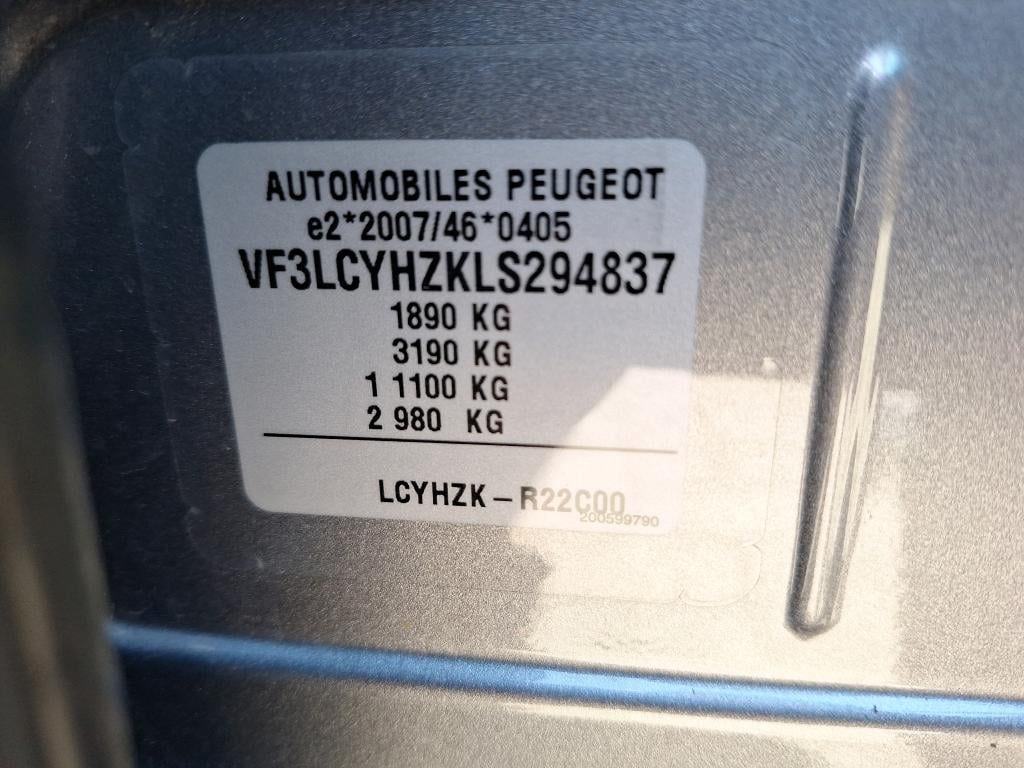 AUTOMOBILES PEUGEOT
e2*2007/46*0405
VF3LCYHZKLS294837
1890 KG
3190 KG
1 1100 KG
2 980 KG
LCYHZK – R22C00
200599790